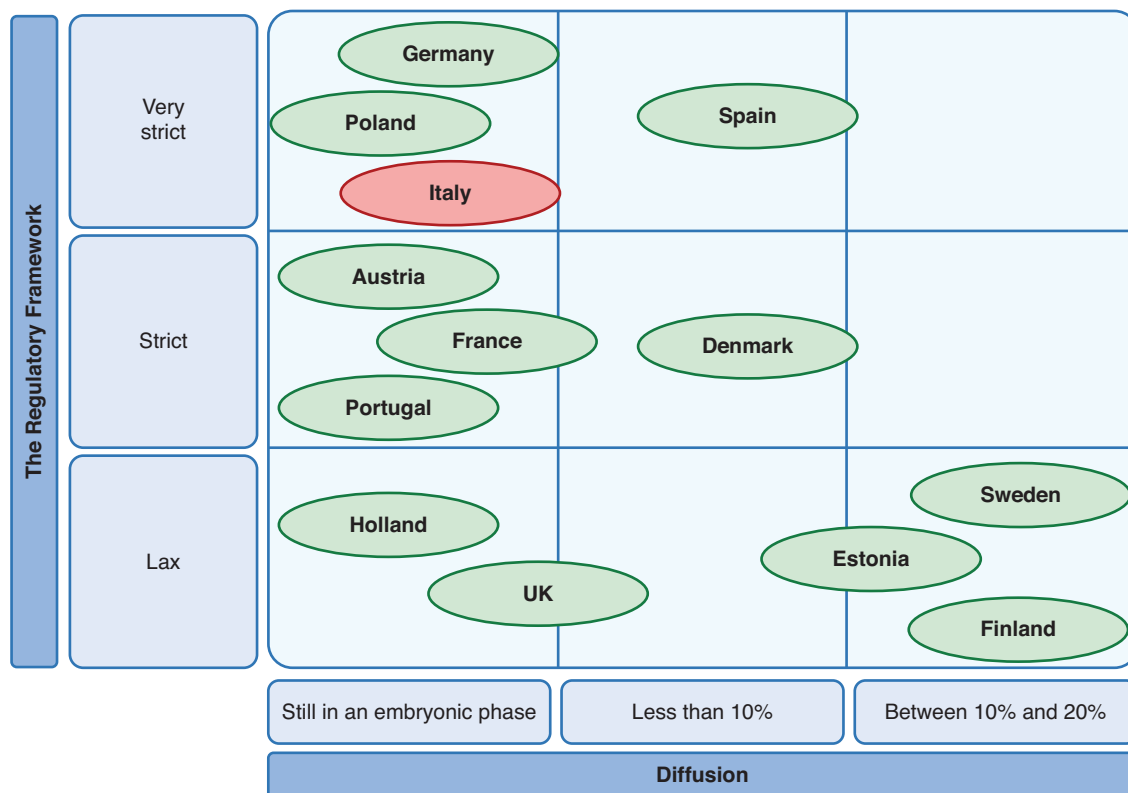 The Regulatory Framework
Very
strict
Germany
Poland
Spain
Italy
Strict
Austria
France
Denmark
Portugal
Lax
Holland
Sweden
Estonia
UK
Finland
Still in an embryonic phase
Less than 10%
Between 10% and 20%
Diffusion